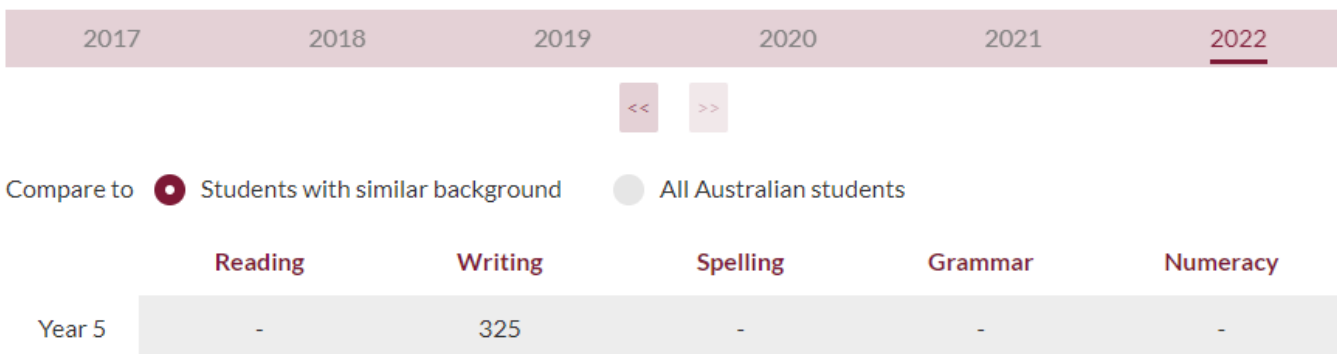 2017 2018 2019 2020 2021 2022
<< >>
Compare to Students with similar background All Australian students
Reading Writing Spelling Grammar Numeracy
Year 5 - 325 - - -